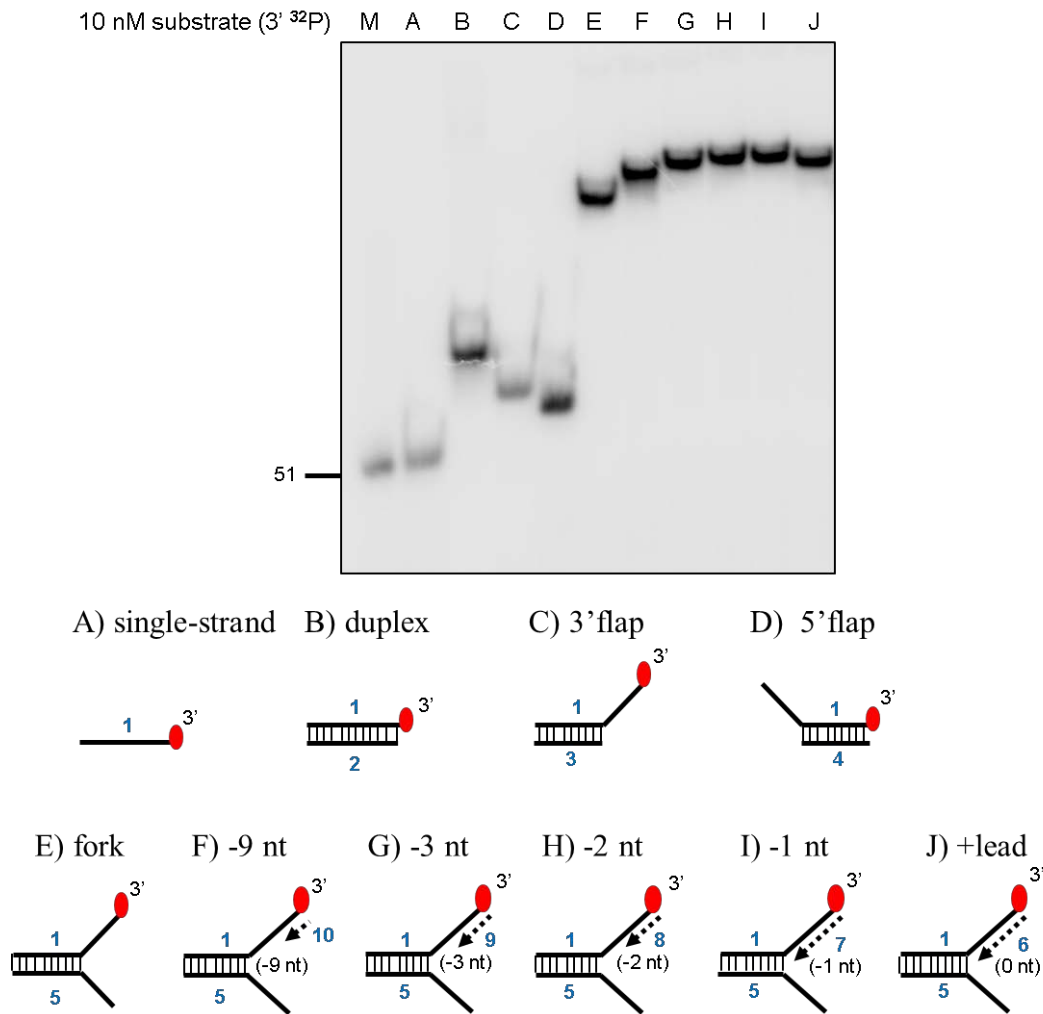 10 nM substrate (3' ³²P) M A B C D E F G H I J
51
A) single-strand B) duplex C) 3'flap D) 5'flap
3' 3' 3' 3'
1 1 1 1
2 3 4
E) fork F) -9 nt G) -3 nt H) -2 nt I) -1 nt J) +lead
3' 3' 3' 3' 3' 3'
1 1 10 1 9 1 8 1 7 1 6
(-9 nt) (-3 nt) (-2 nt) (-1 nt) (0 nt)
5 5 5 5 5 5